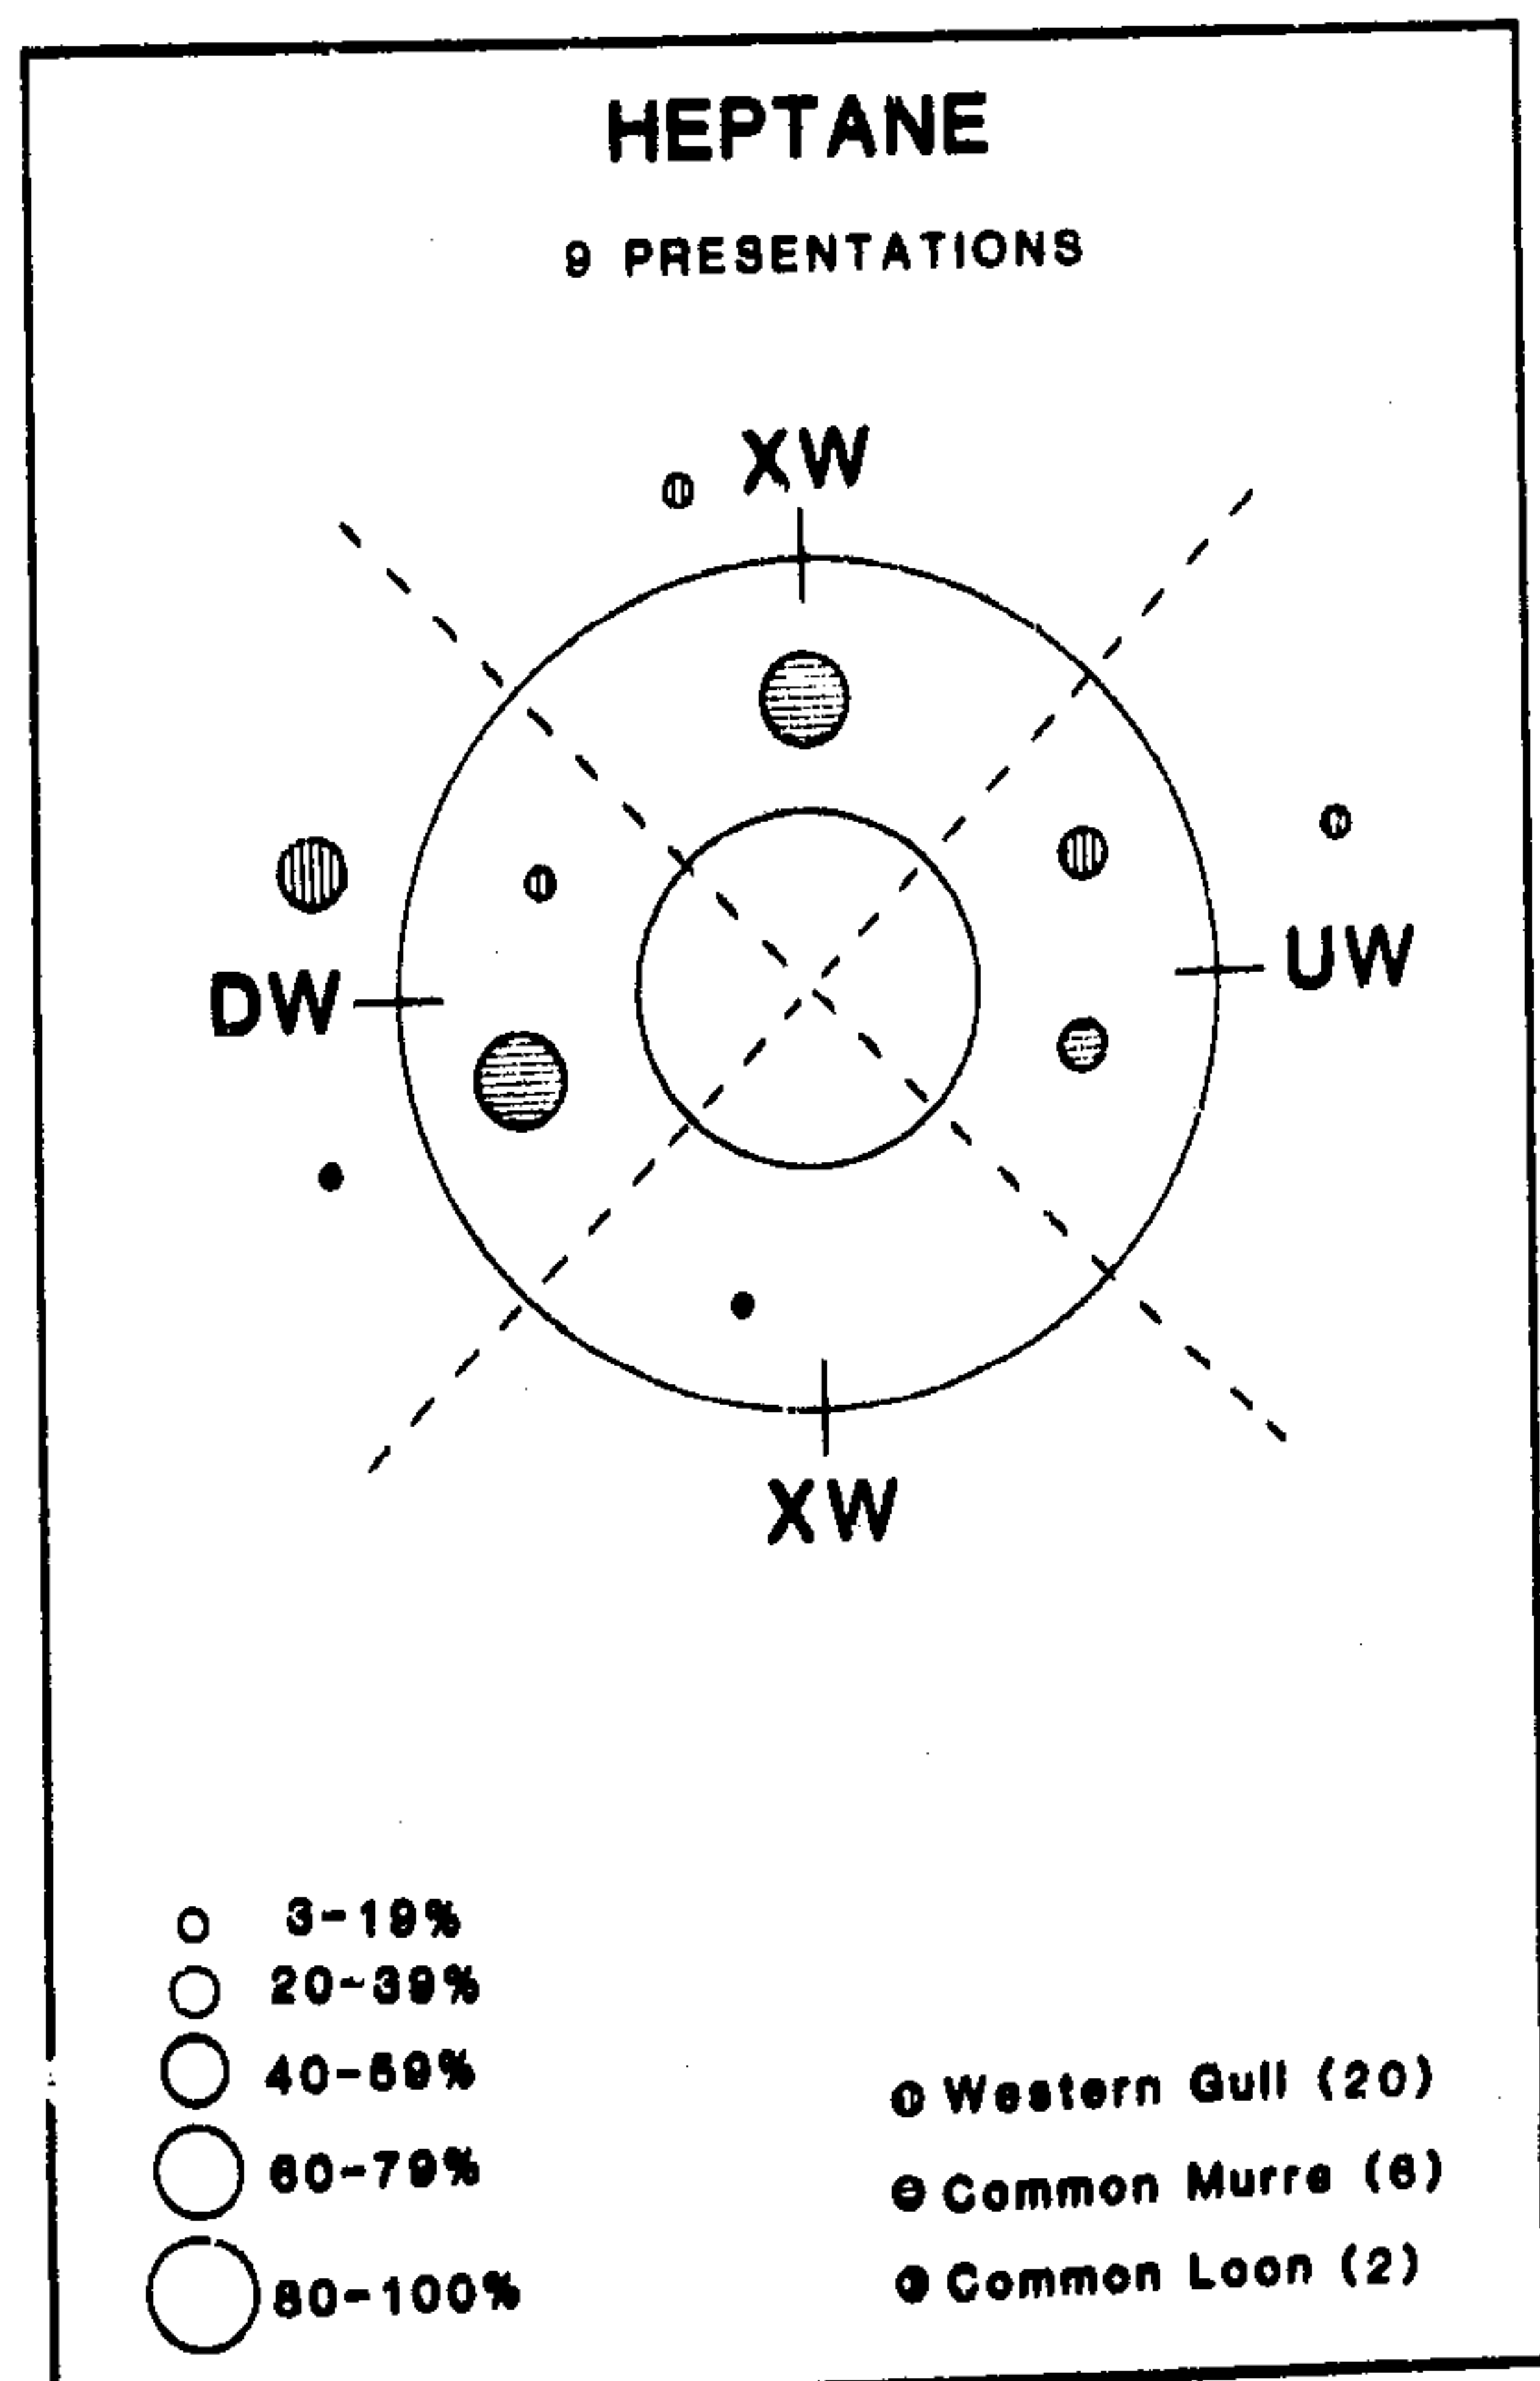 HEPTANE
9 PRESENTATIONS
XW
DW
UW
XW
3-19%
20-39%
40-59%
60-79%
80-100%
Western Gull (20)
Common Murre (6)
Common Loon (2)